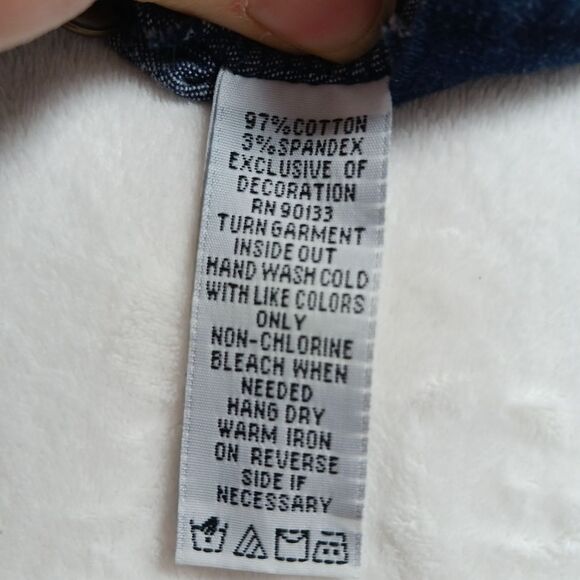 97%COTTON
3%SPANDEX
EXCLUSIVE OF
DECORATION
RN 90133
TURN GARMENT
INSIDE OUT
HAND WASH COLD
WITH LIKE COLORS
ONLY
NON-CHLORINE
BLEACH WHEN
NEEDED
HANG DRY
WARM IRON
ON REVERSE
SIDE IF
NECESSARY